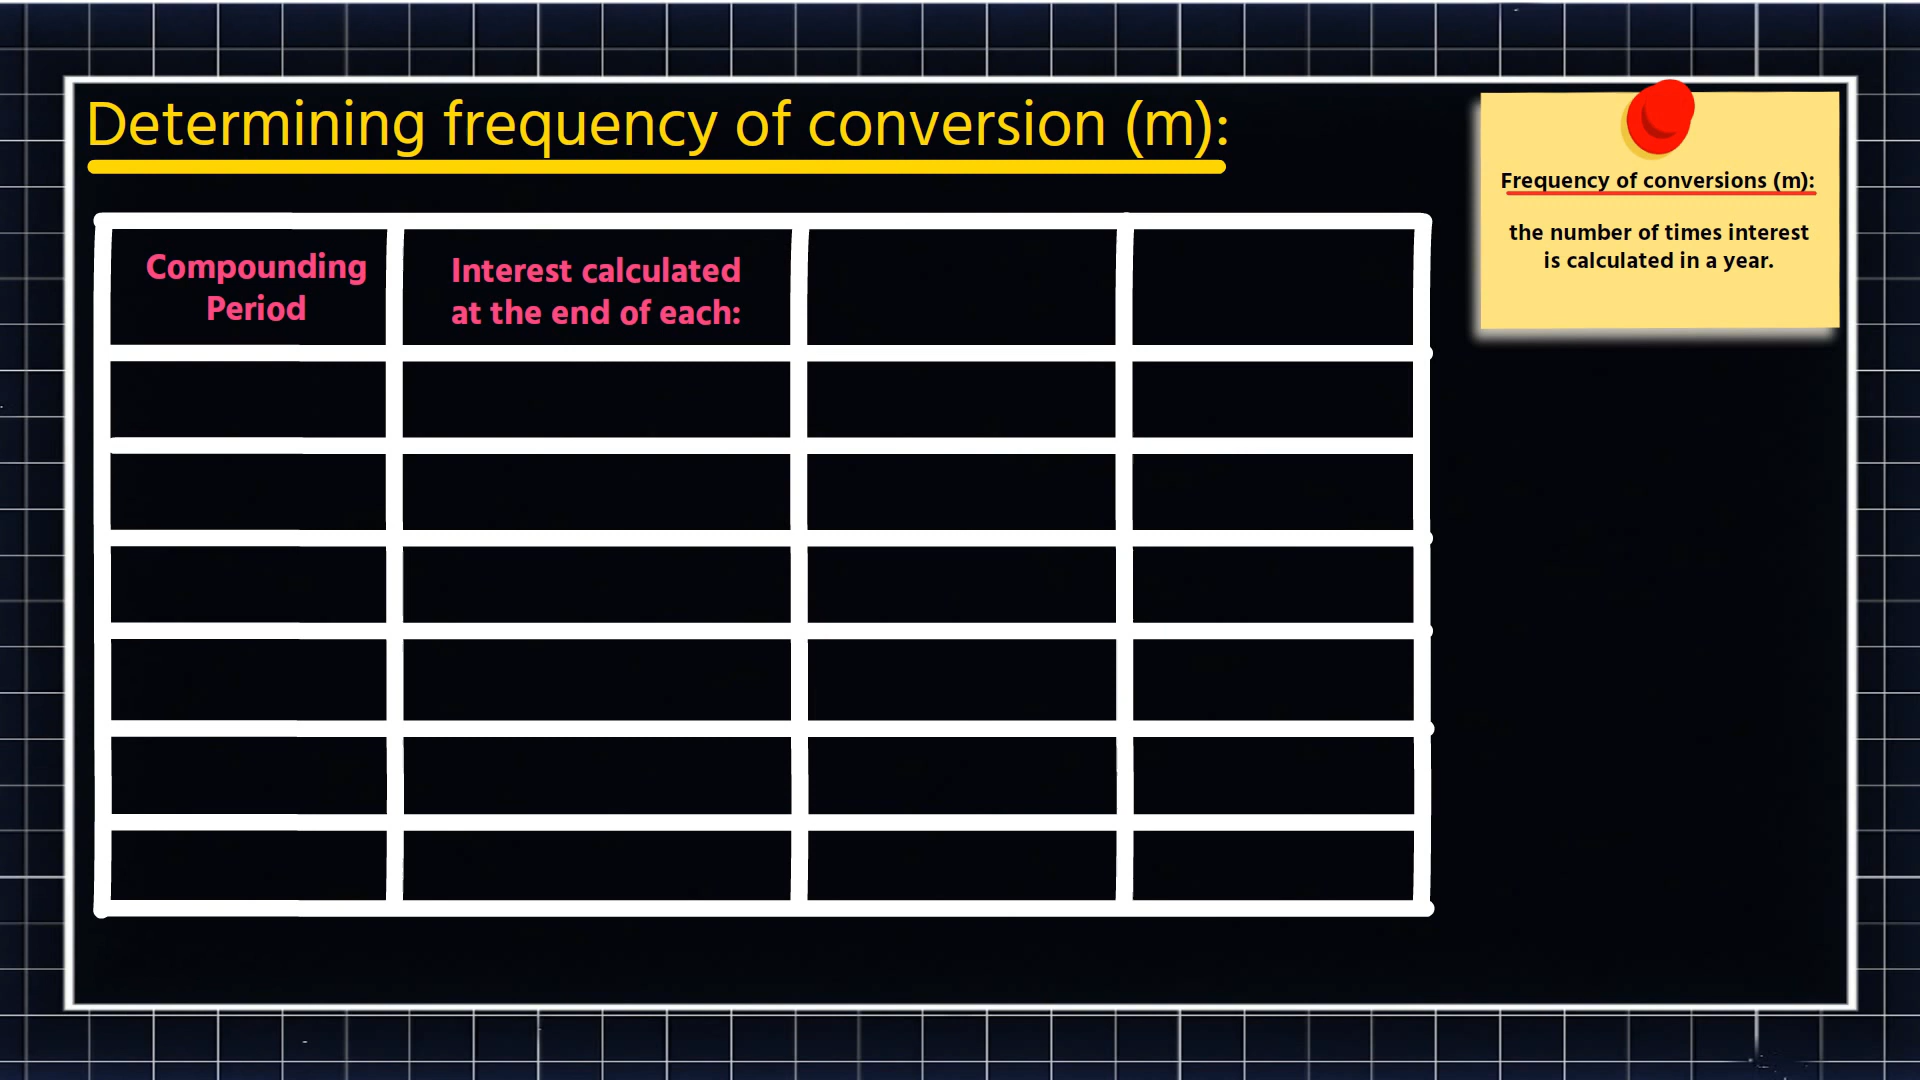 Determining frequency of conversion (m):
Compounding
Period
Interest calculated
at the end of each:
Frequency of conversions (m):
the number of times interest
is calculated in a year.